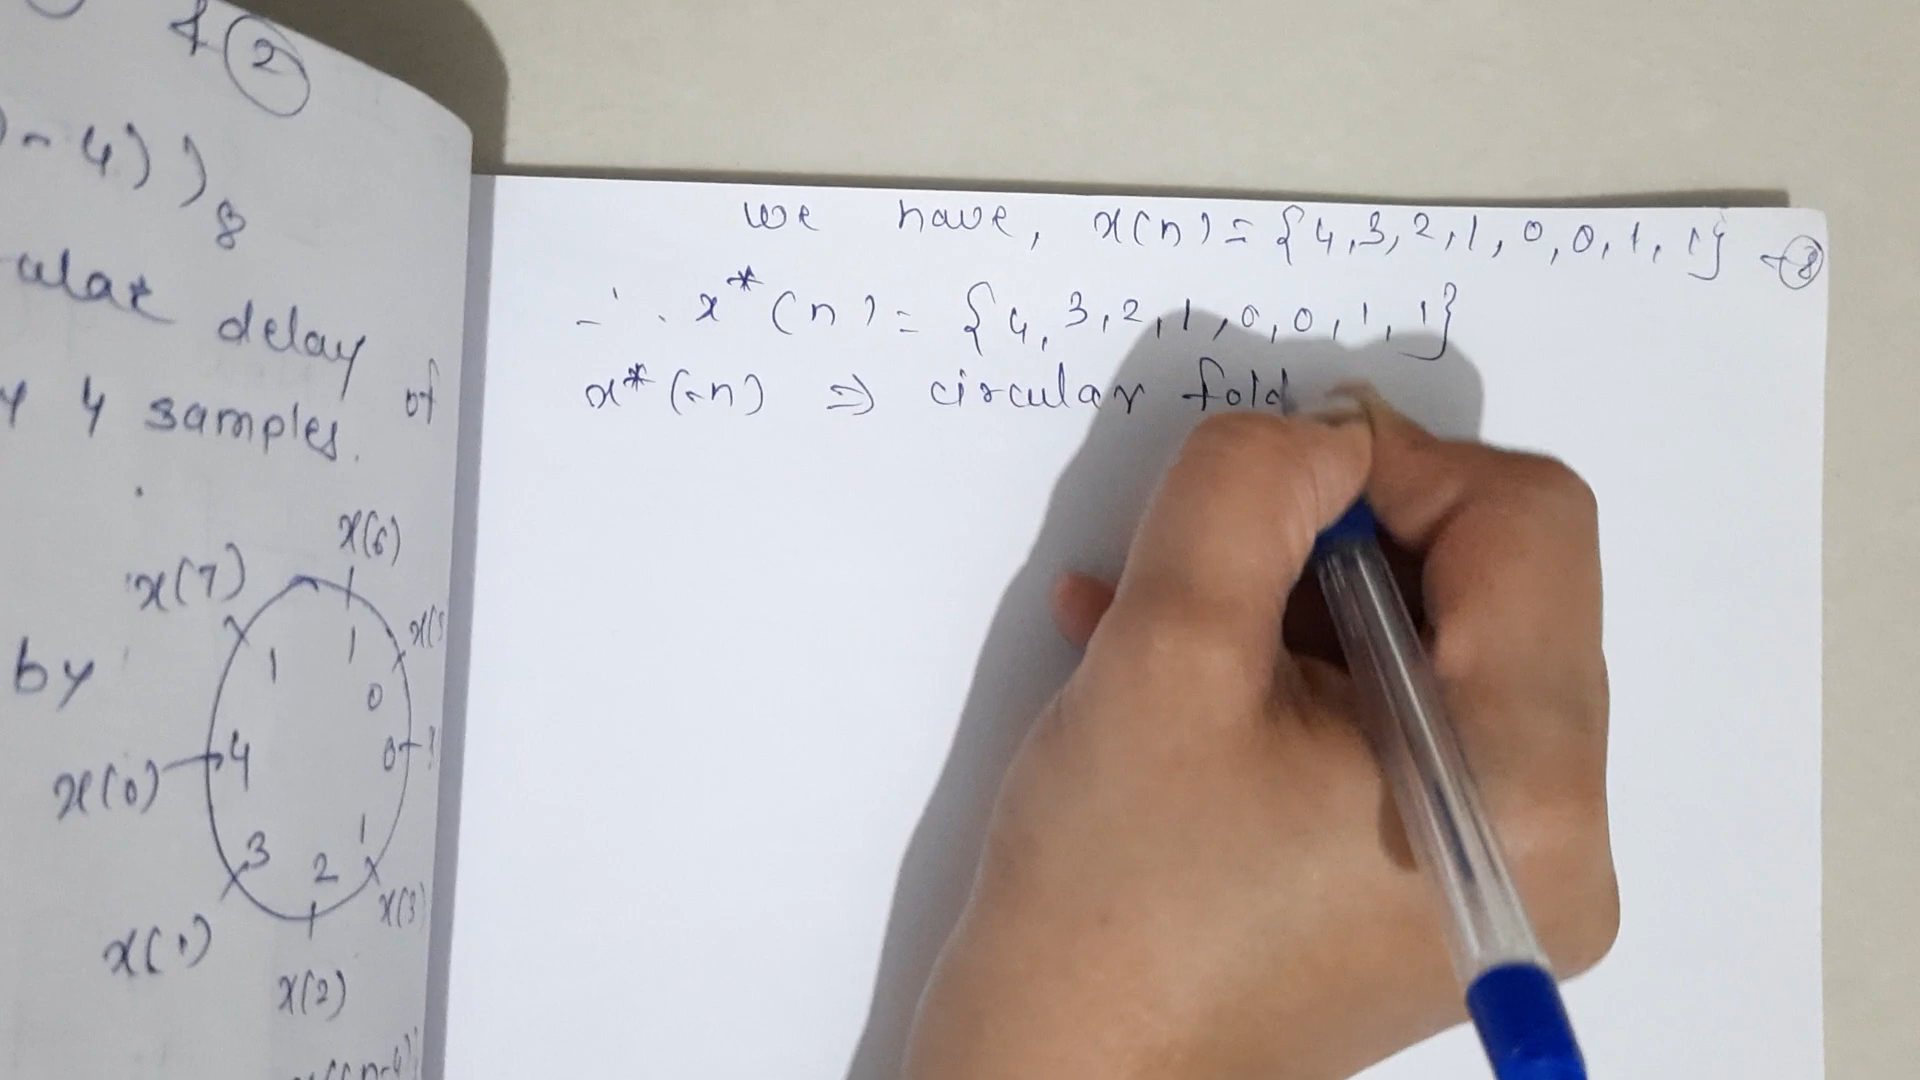 ② 
- 4))8
delay of
4 samples.
x(7) x(6)
1 1
0
by
x(0) 4 0
3 2 1
x(1) x(3)
x(2)
we have, x(n) = {4,3,2,1,0,0,1,1} -③
∴ x*(n) = {4,3,2,1,0,0,1,1}
x*(-n) ⇒ circular fold